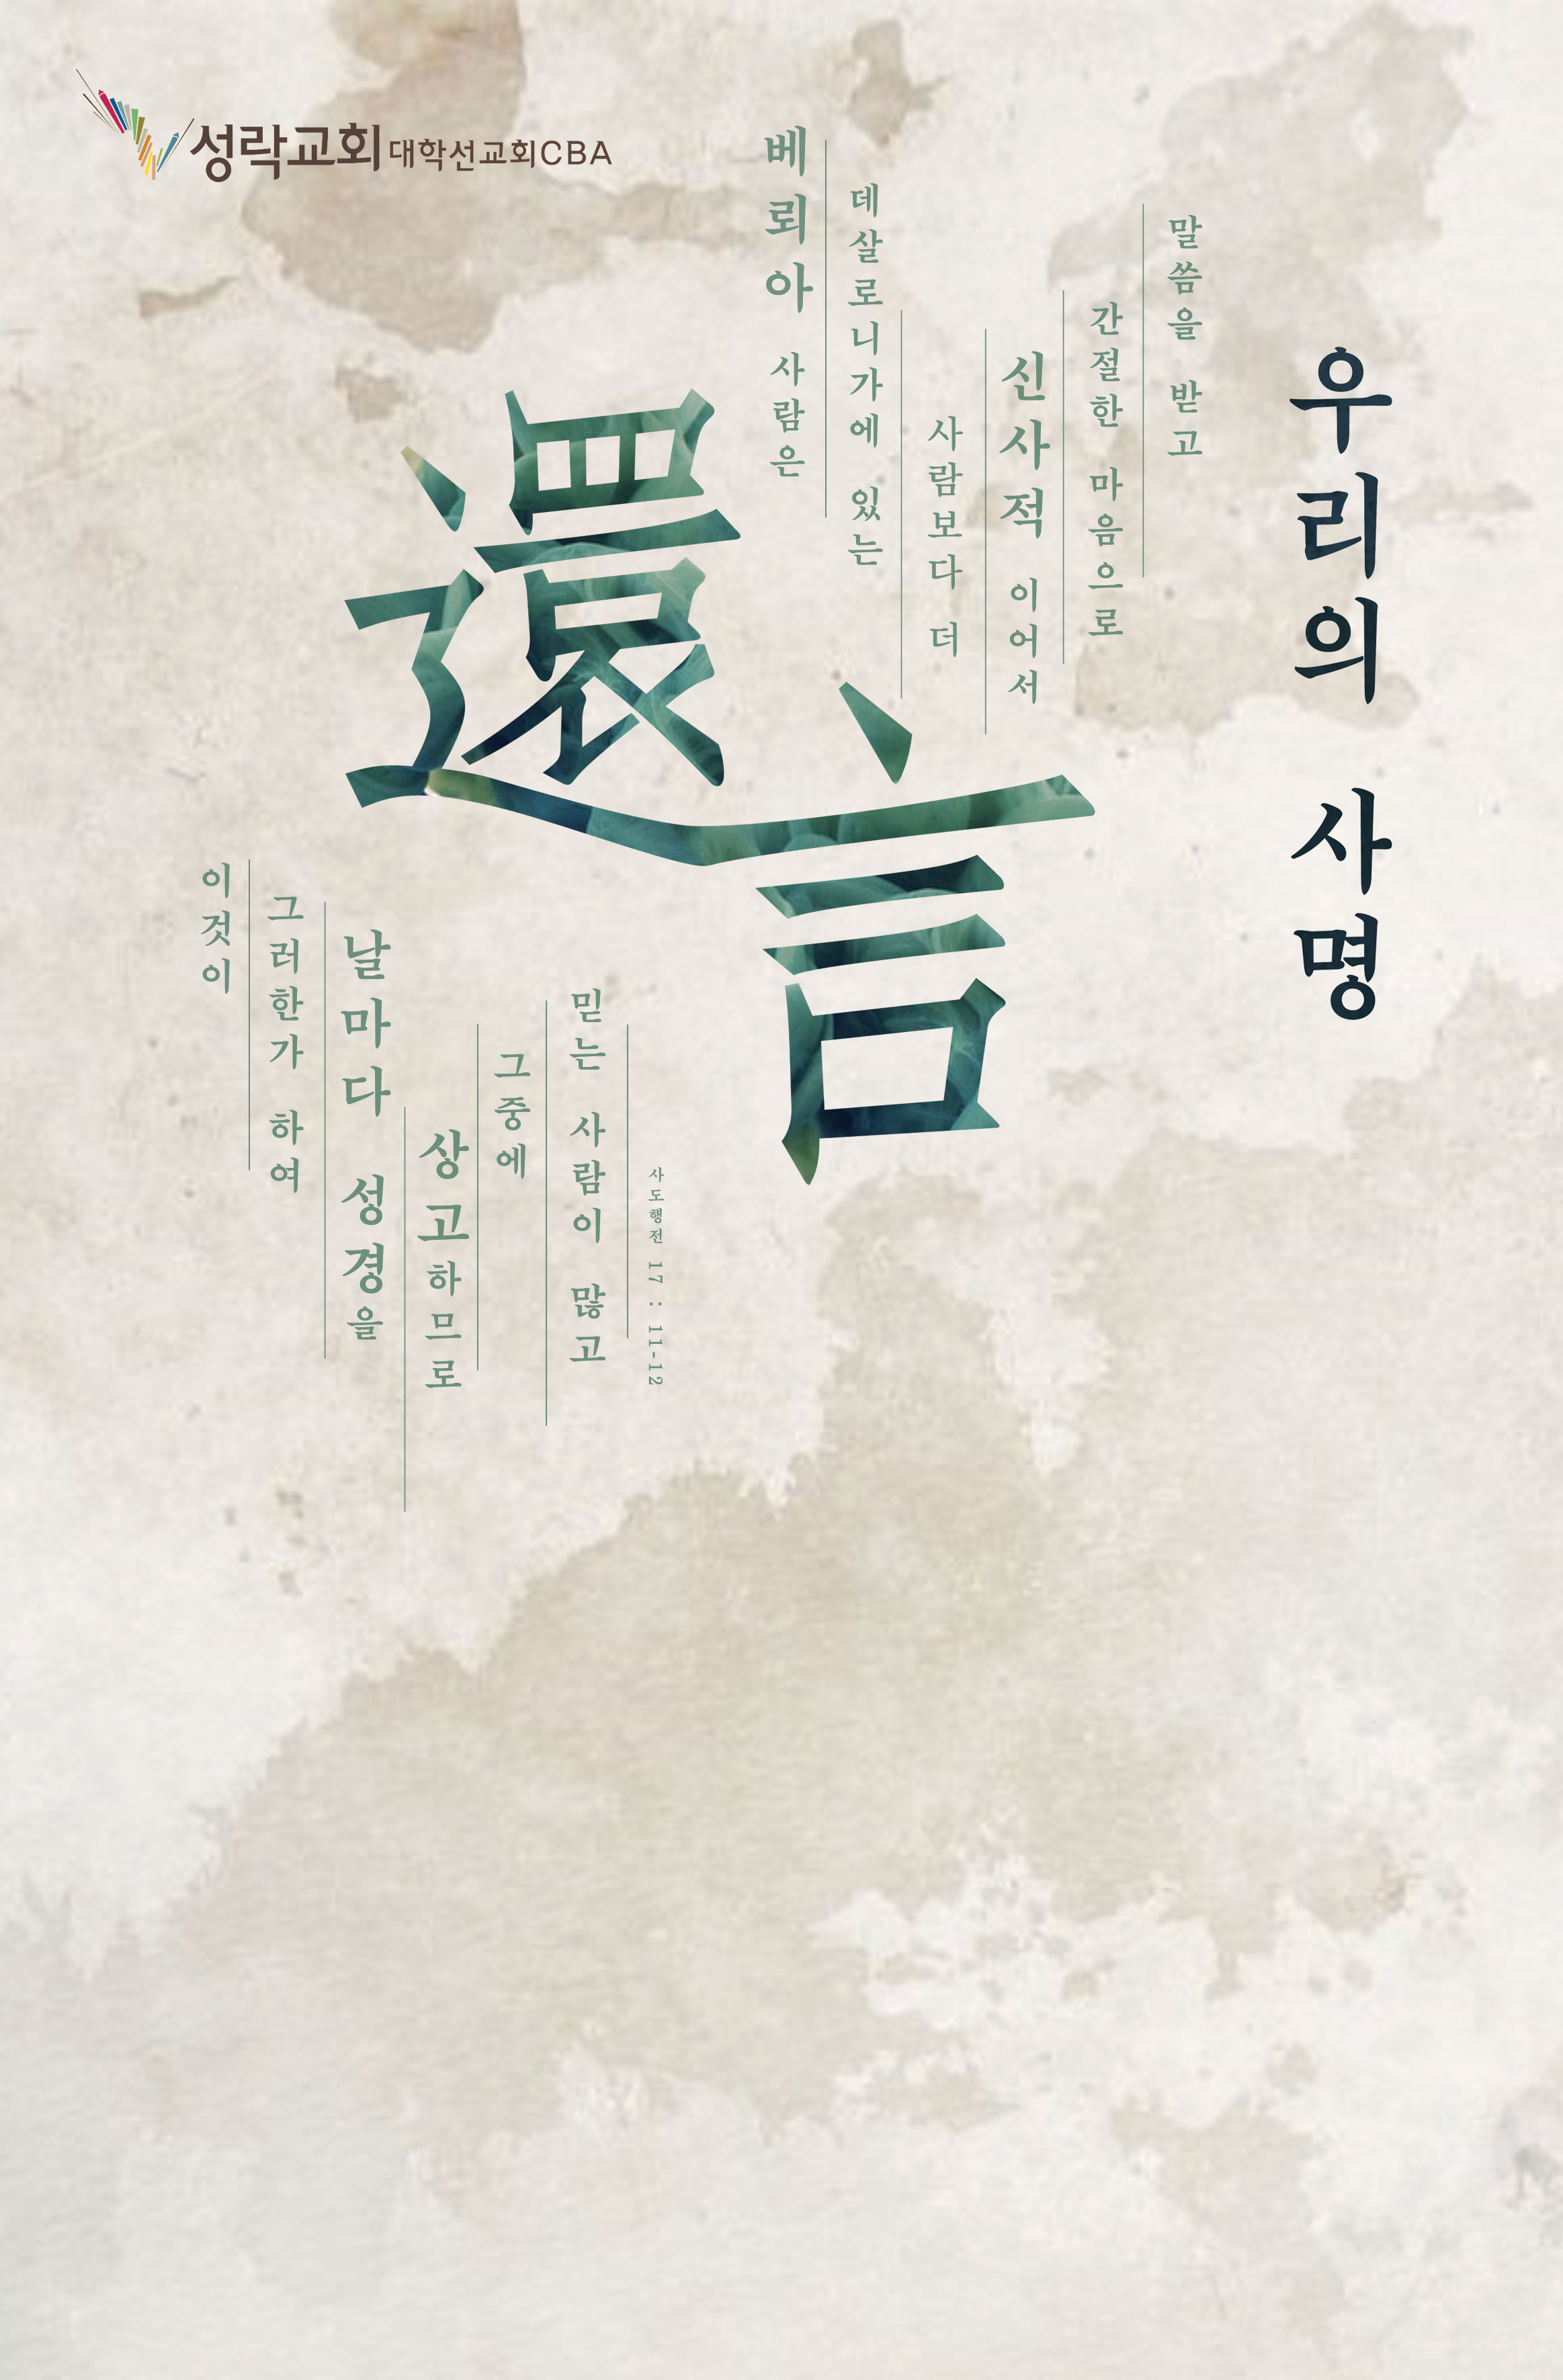 성락교회 대학선교회CBA
우리의 사명
還言
베뢰아 사람은
데살로니가에 있는
사람보다 더
신사적 이어서
간절한 마음으로
말씀을 받고
이것이
그러한가 하여
날마다 성경을
상고하므로
그중에
믿는 사람이 많고
사도행전 17 : 11-12